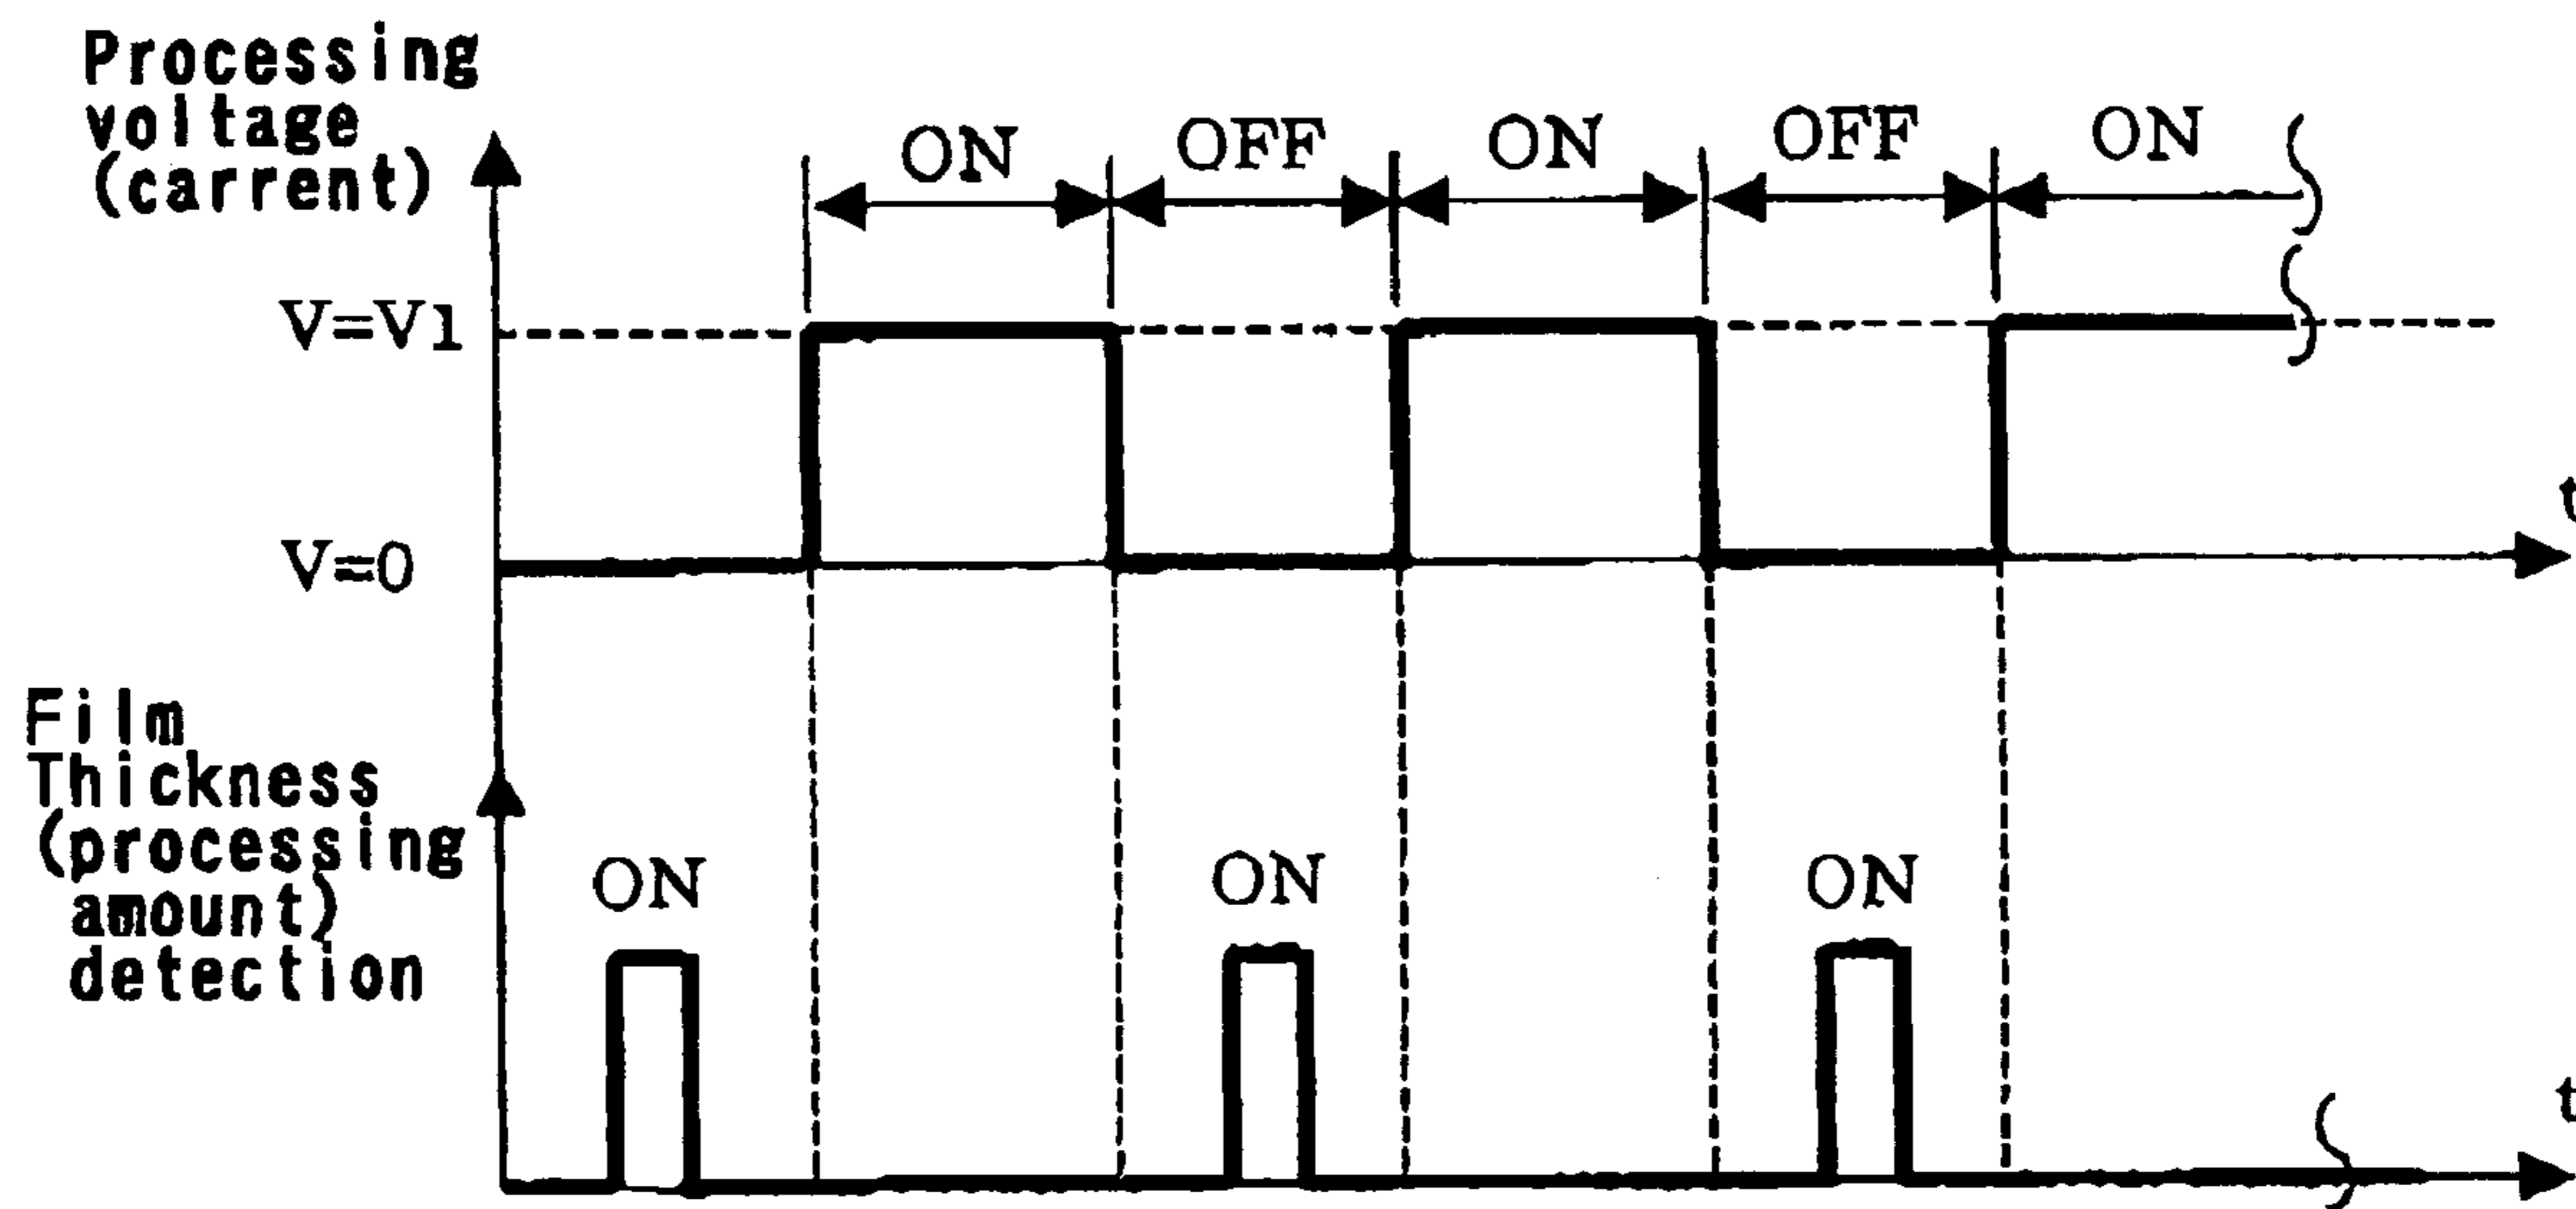 Processing
voltage
(carrent)
ON
OFF
ON
OFF
ON
V=V1
V=0
t
Film
Thickness
(processing
amount)
detection
ON
ON
ON
t